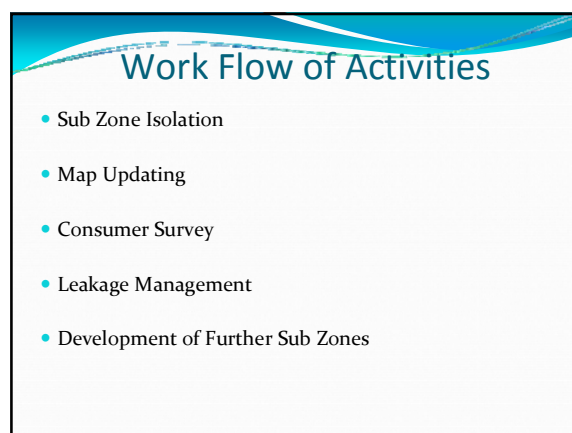 Work Flow of Activities
• Sub Zone Isolation
• Map Updating
• Consumer Survey
• Leakage Management
• Development of Further Sub Zones